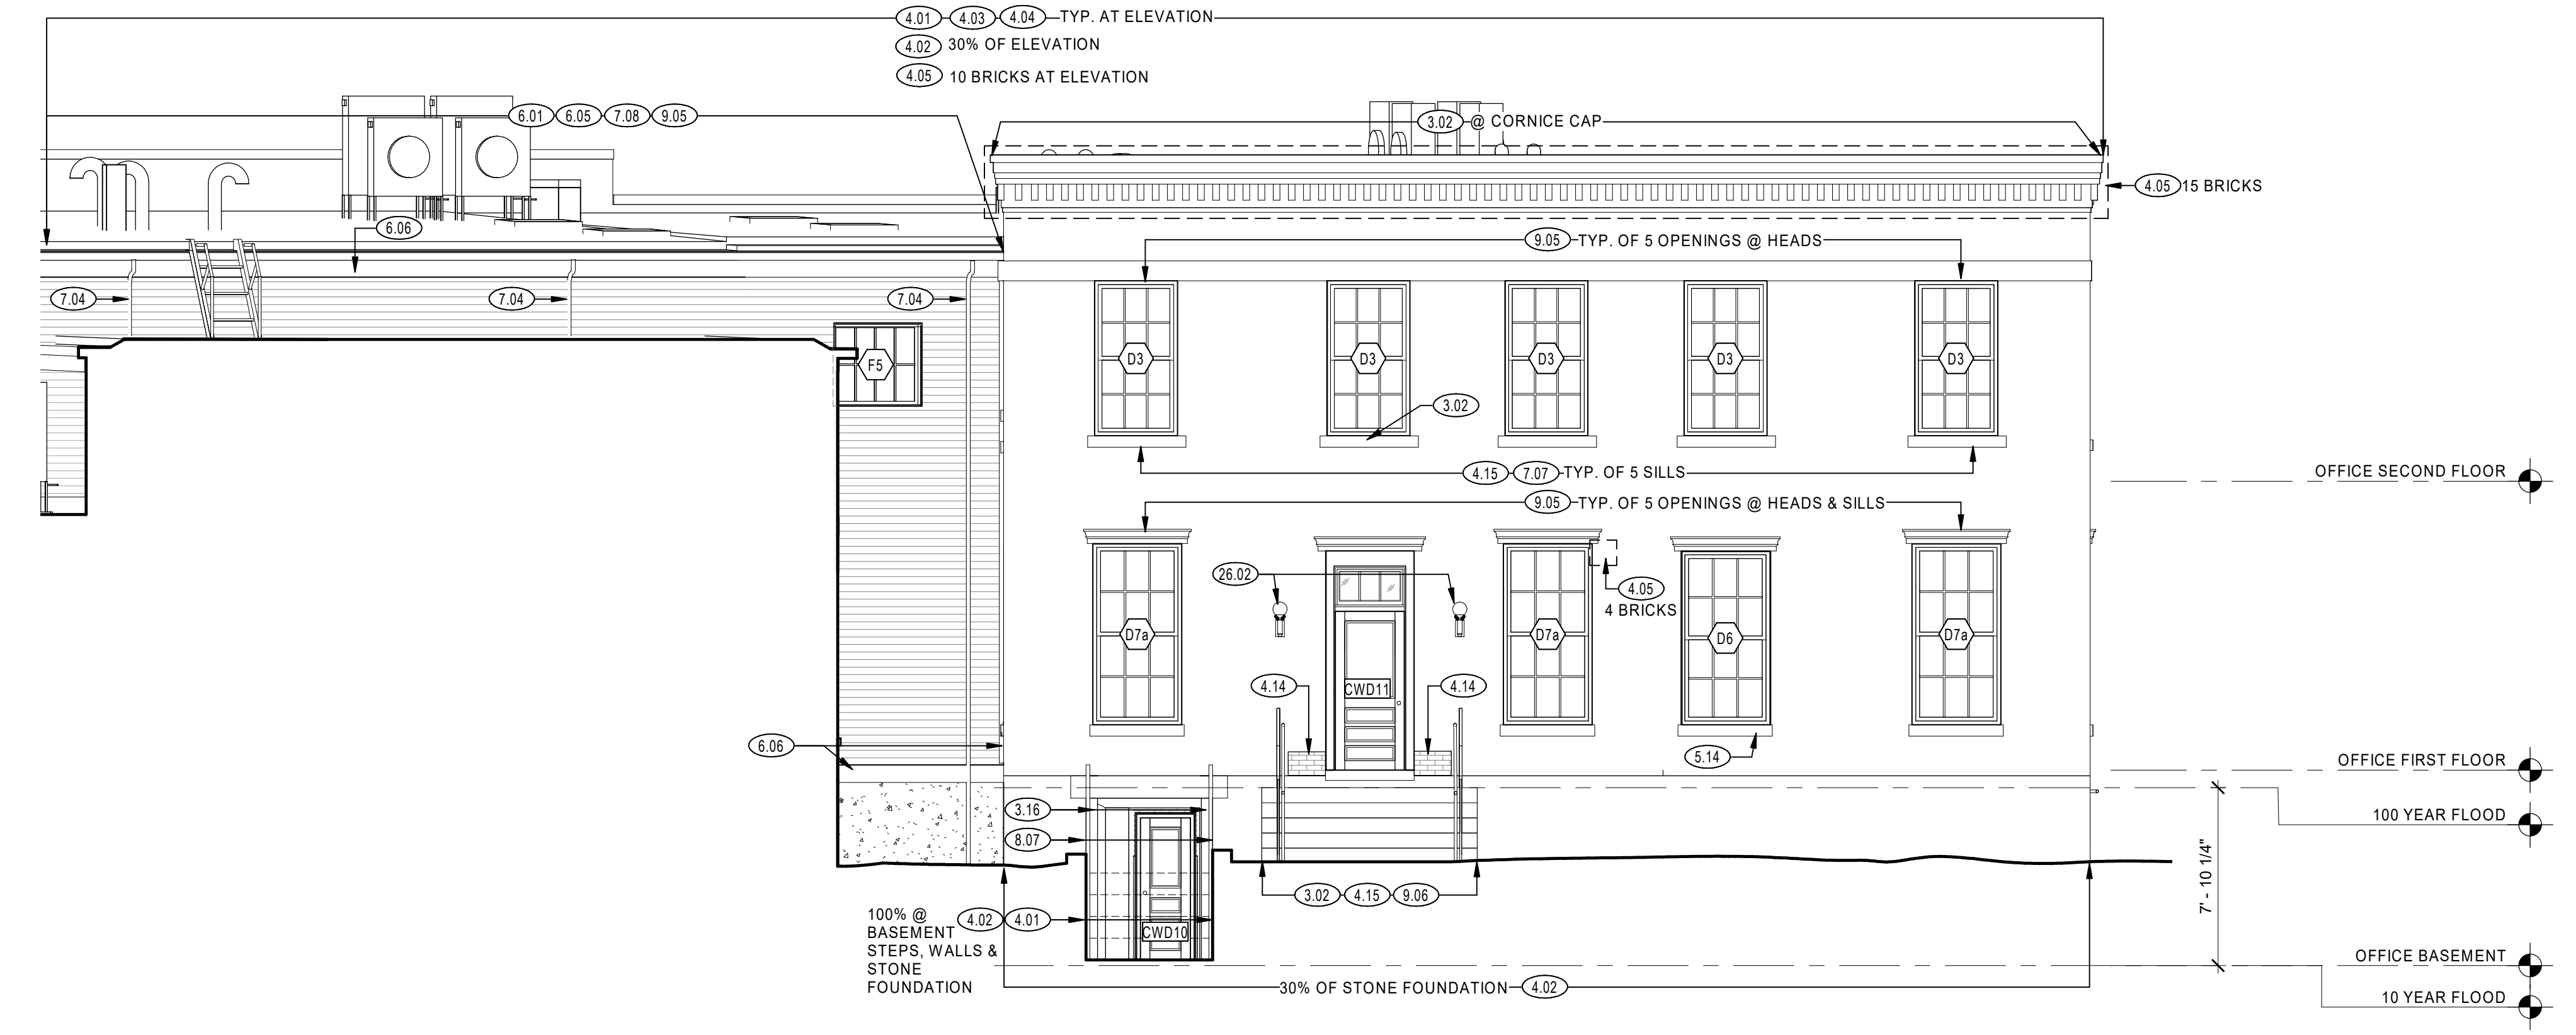 4.01 4.03 4.04 TYP. AT ELEVATION
4.02 30% OF ELEVATION
4.05 10 BRICKS AT ELEVATION
6.01 6.05 7.08 9.05
3.02 @ CORNICE CAP
4.05 15 BRICKS
6.06
9.05 TYP. OF 5 OPENINGS @ HEADS
7.04 7.04 7.04
F5 D3 D3 D3 D3 D3
3.02
4.15 7.07 TYP. OF 5 SILLS
OFFICE SECOND FLOOR
9.05 TYP. OF 5 OPENINGS @ HEADS & SILLS
26.02
4.05
4 BRICKS
D7a D7a D6 D7a
4.14 CWD11 4.14
6.06
5.14
OFFICE FIRST FLOOR
3.16
100 YEAR FLOOD
8.07
7' - 10 1/4"
3.02 4.15 9.06
100% @
BASEMENT
STEPS, WALLS &
STONE
FOUNDATION
4.02 4.01
CWD10
OFFICE BASEMENT
30% OF STONE FOUNDATION 4.02
10 YEAR FLOOD